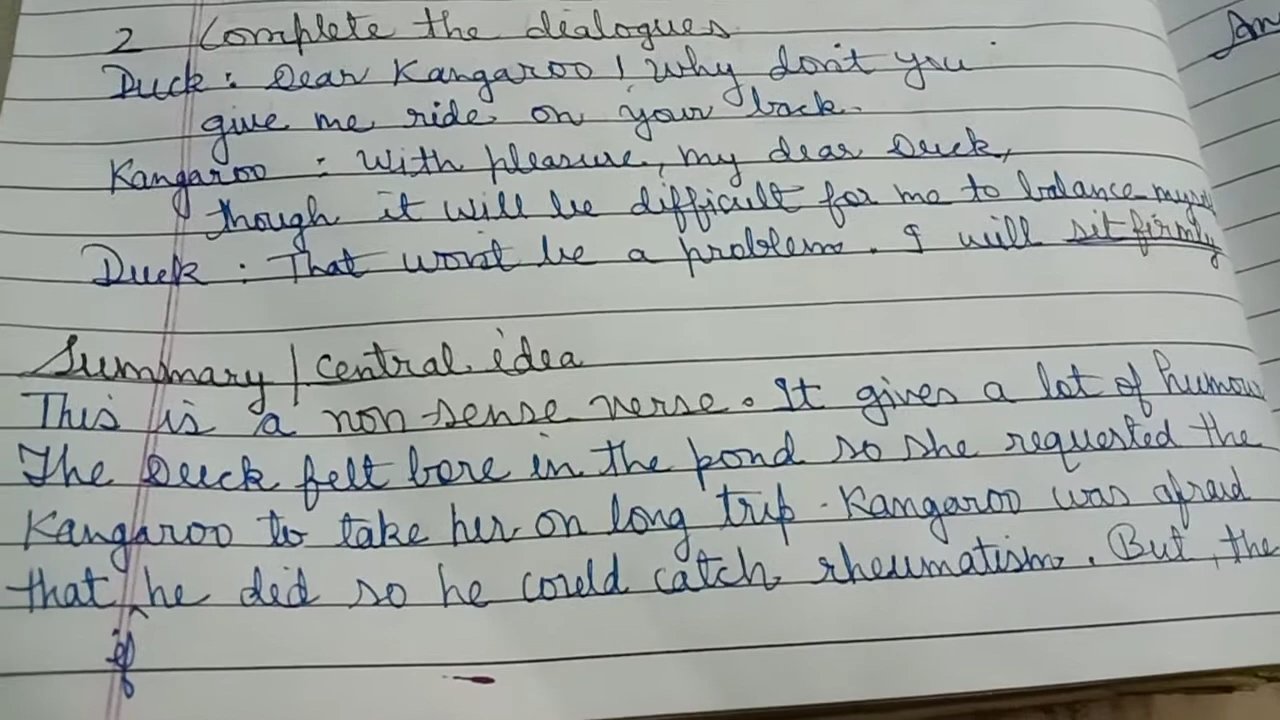 2 Complete the dialogues
An
Duck : Dear Kangaroo ! Why don't you
give me ride on your back.
Kangaroo : With pleasure, my dear Duck,
though it will be difficult for me to balance myself
Duck : That won't be a problem. I will sit firmly
Summary / Central idea
This is a non sense verse. It gives a lot of humour
The Duck felt bore in the pond so she requested the
Kangaroo to take her on long trip. Kangaroo was afraid
that he did so he could catch rheumatism. But, the
if